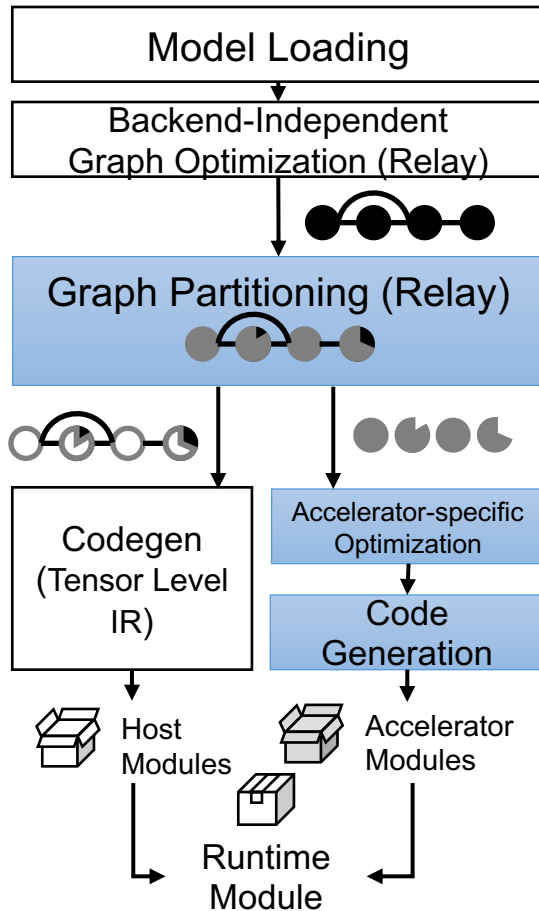 Model Loading
Backend-Independent
Graph Optimization (Relay)
Graph Partitioning (Relay)
Codegen
(Tensor Level
IR)
Accelerator-specific
Optimization
Code
Generation
Host
Modules
Accelerator
Modules
Runtime
Module